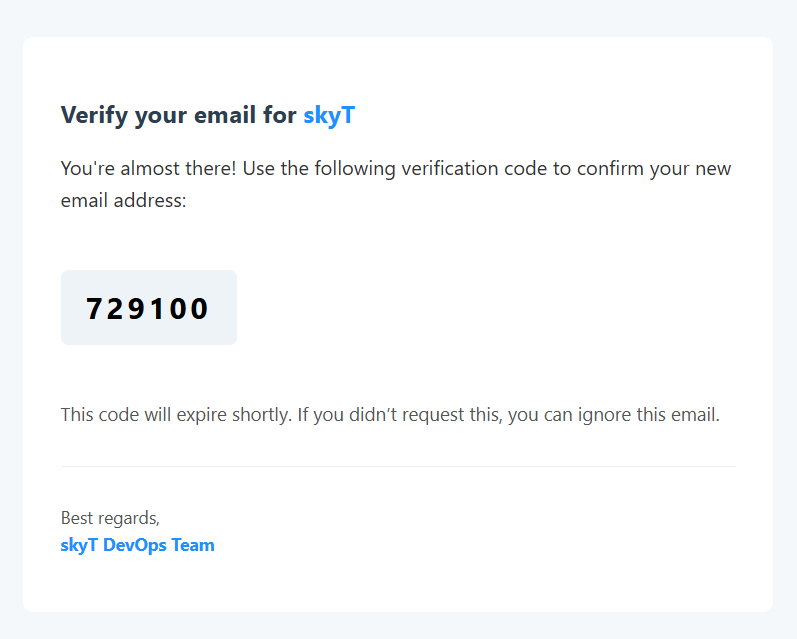 Verify your email for skyT
You're almost there! Use the following verification code to confirm your new
email address:
729100
This code will expire shortly. If you didn’t request this, you can ignore this email.
Best regards,
skyT DevOps Team